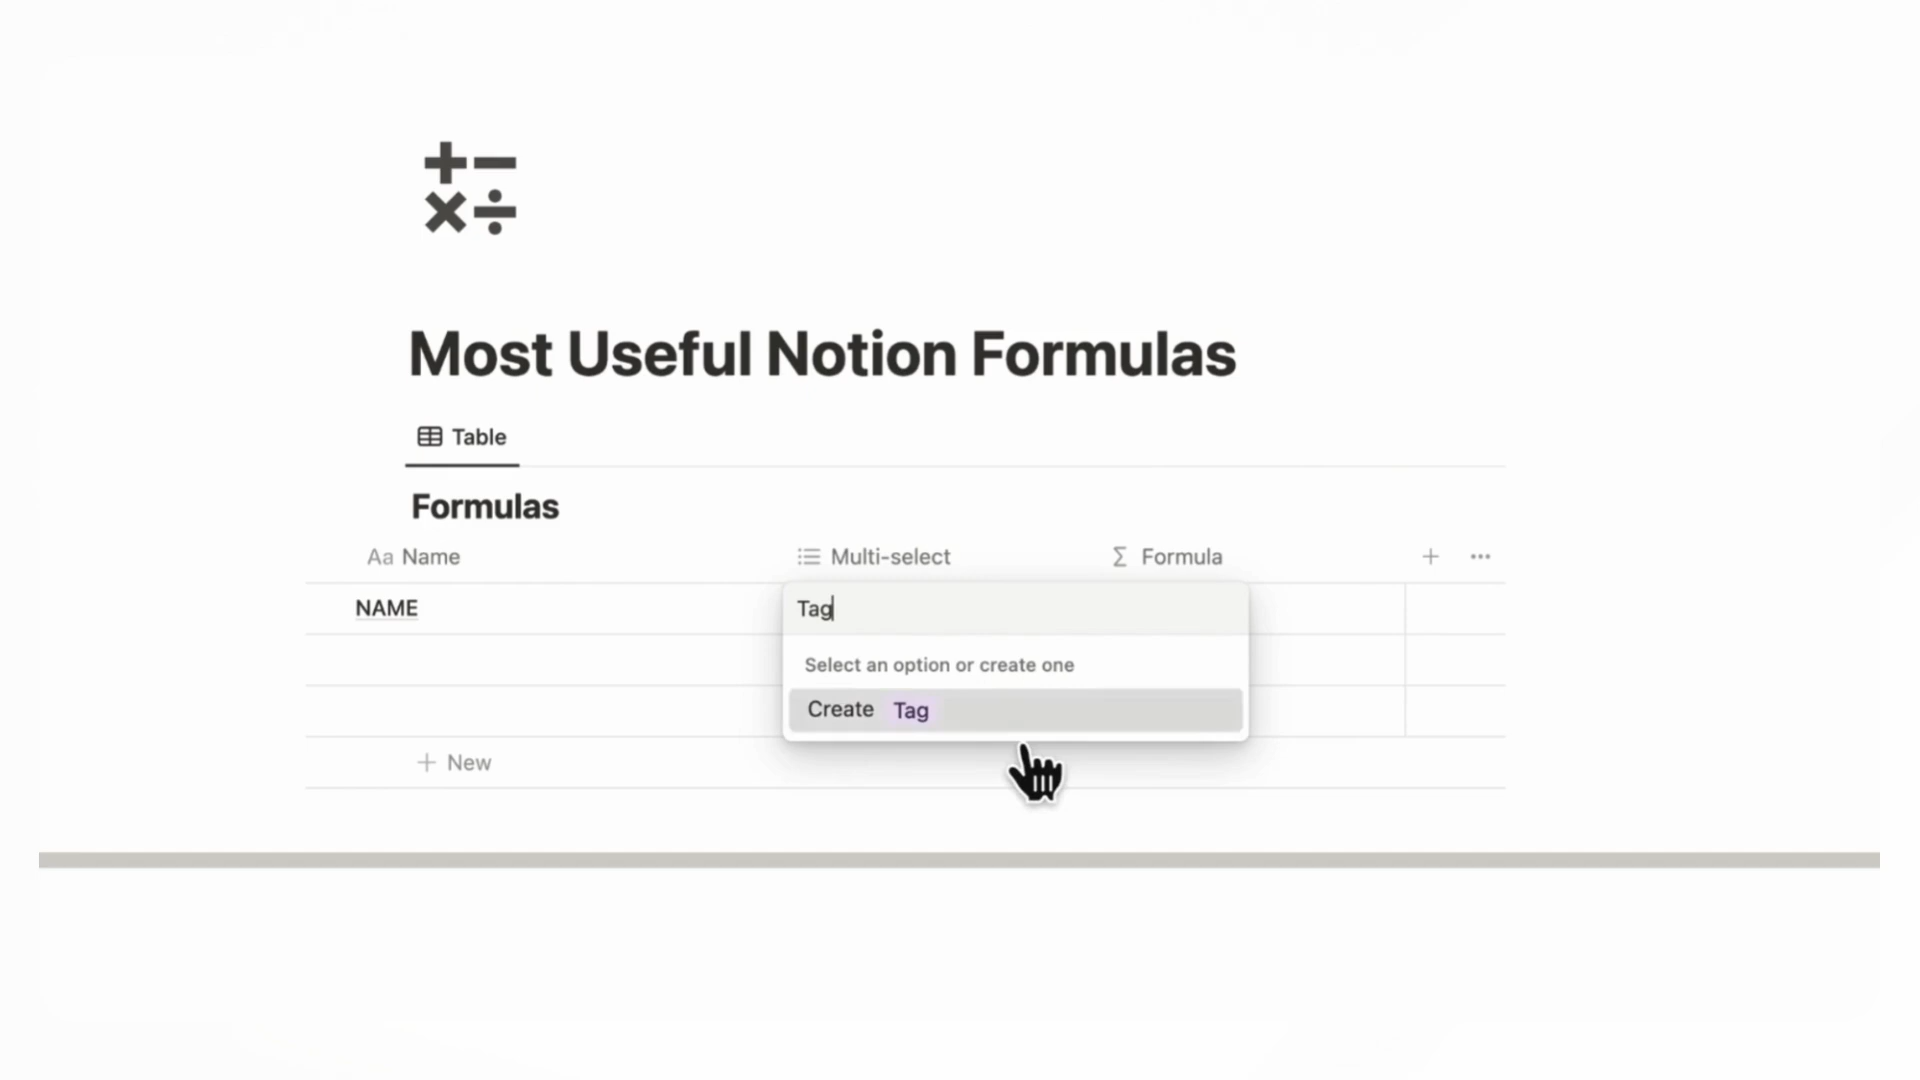 Most Useful Notion Formulas
Table
Formulas
Aa Name Multi-select Σ Formula + ...
NAME Tag
Select an option or create one
Create Tag
+ New